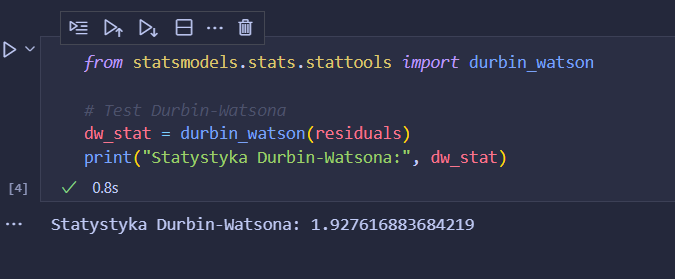 from statsmodels.stats.stattools import durbin_watson
# Test Durbin-Watsona
dw_stat = durbin_watson(residuals)
print("Statystyka Durbin-Watsona:", dw_stat)
[4]
0.8s
Statystyka Durbin-Watsona: 1.927616883684219